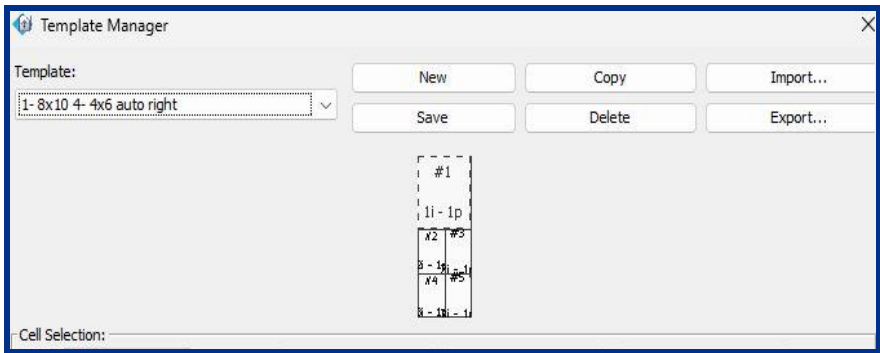 Template Manager
Template:
New
Copy
Import...
1- 8x10 4- 4x6 auto right
Save
Delete
Export...
#1
1i - 1p
#2
#3
#4
#5
Cell Selection: